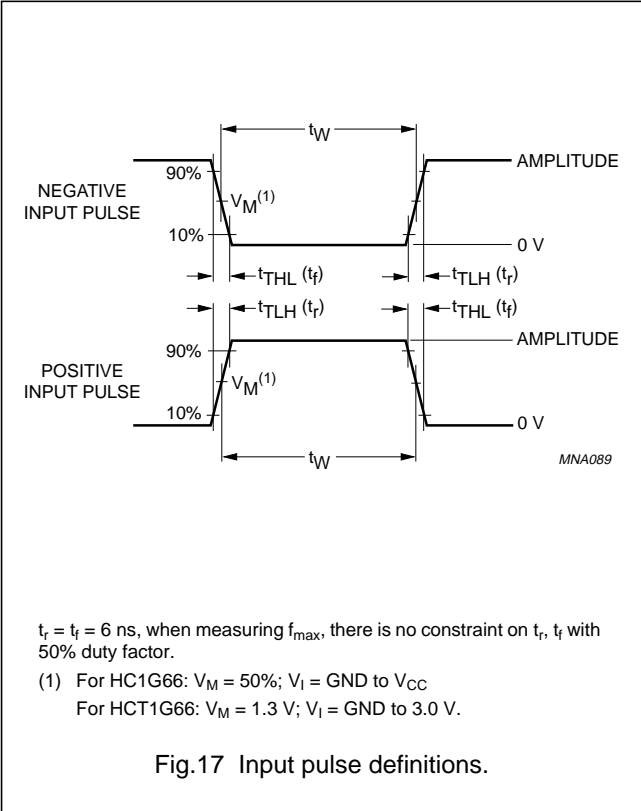 tW
90%
AMPLITUDE
NEGATIVE
INPUT PULSE
VM(1)
10%
0 V
tTHL (tf)
tTLH (tr)
tTLH (tr)
tTHL (tf)
AMPLITUDE
90%
POSITIVE
INPUT PULSE
VM(1)
10%
0 V
tW
MNA089
tr = tf = 6 ns, when measuring fmax, there is no constraint on tr, tf with
50% duty factor.
(1) For HC1G66: VM = 50%; VI = GND to VCC
For HCT1G66: VM = 1.3 V; VI = GND to 3.0 V.
Fig.17 Input pulse definitions.